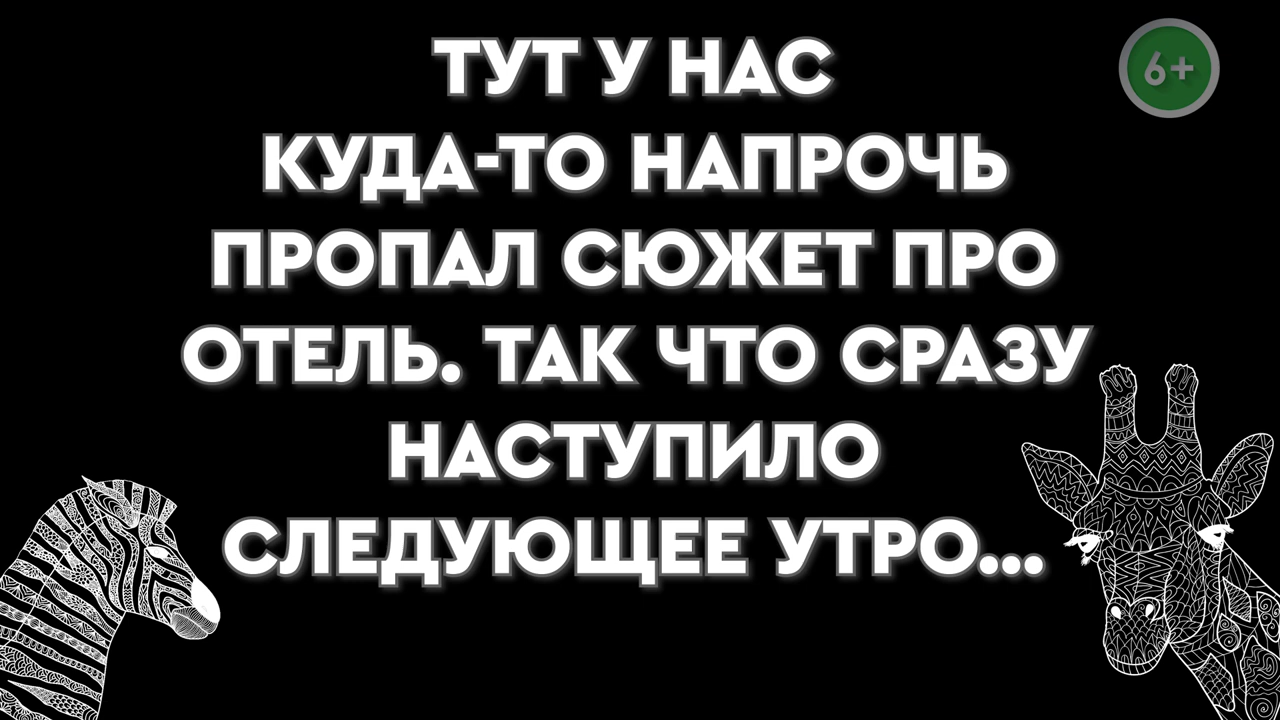 ТУТ У НАС
КУДА-ТО НАПРОЧЬ
ПРОПАЛ СЮЖЕТ ПРО
ОТЕЛЬ. ТАК ЧТО СРАЗУ
НАСТУПИЛО
СЛЕДУЮЩЕЕ УТРО...
6+